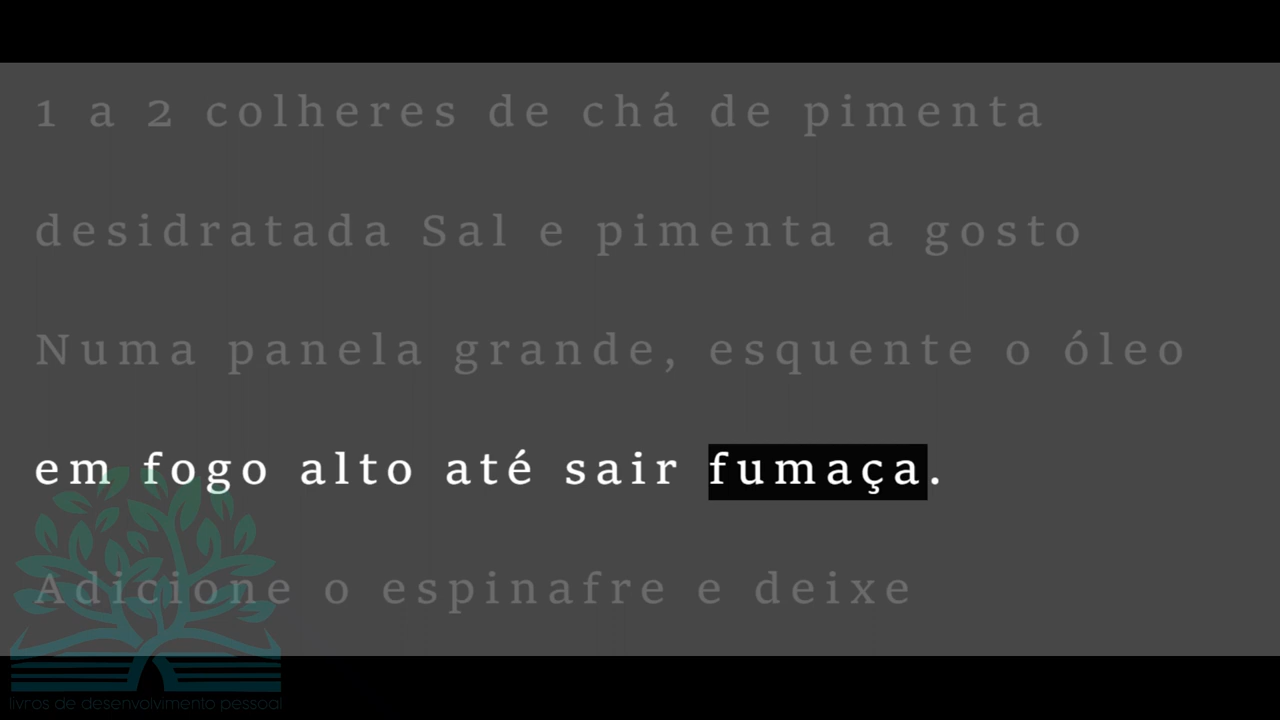 1 a 2 colheres de chá de pimenta
desidratada Sal e pimenta a gosto
Numa panela grande, esquente o óleo
em fogo alto até sair fumaça.
Adicione o espinafre e deixe
livros de desenvolvimento pessoal